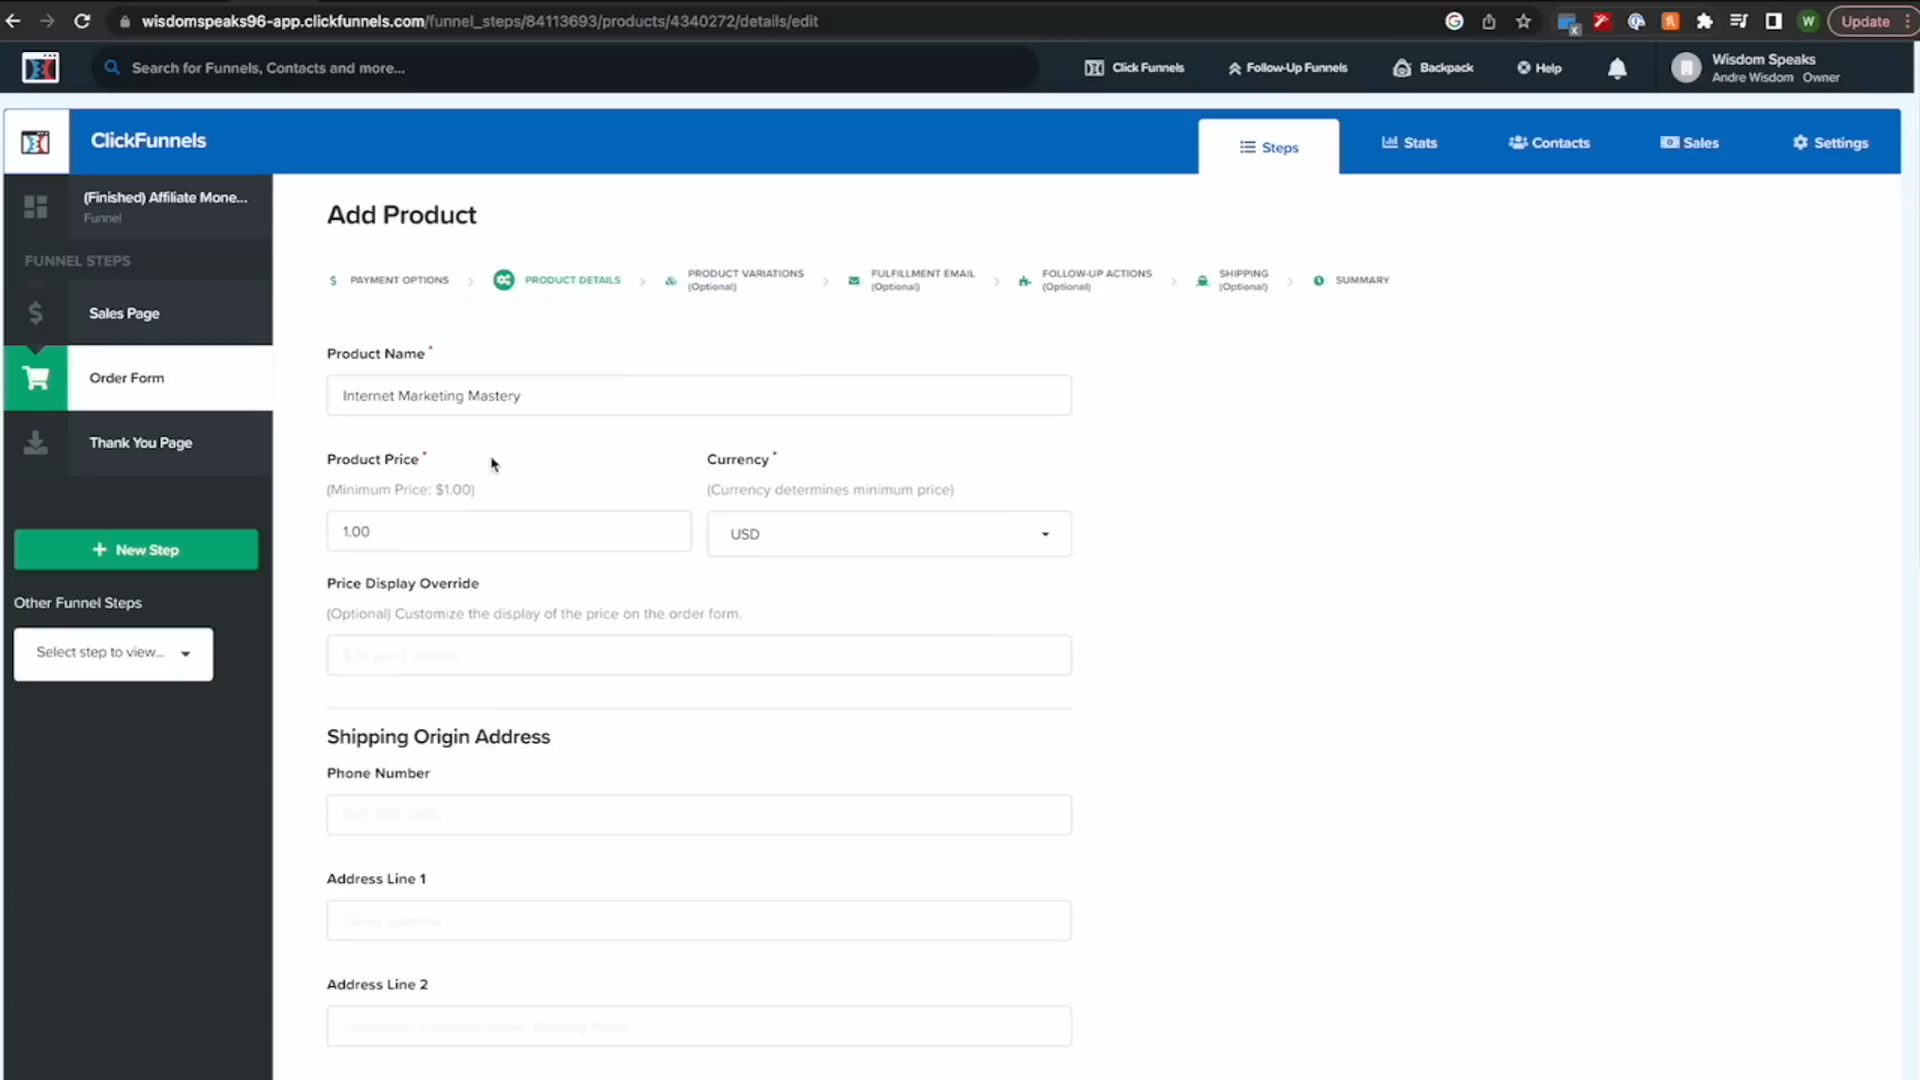 wisdomspeaks96-app.clickfunnels.com/funnel_steps/84113693/products/4340272/details/edit
W
Update
Search for Funnels, Contacts and more...
Click Funnels
Follow-Up Funnels
Backpack
Help
Wisdom Speaks
Andre Wisdom Owner
ClickFunnels
Steps
Stats
Contacts
Sales
Settings
(Finished) Affiliate Mone...
Funnel
FUNNEL STEPS
Sales Page
Order Form
Thank You Page
+ New Step
Other Funnel Steps
Select step to view...
Add Product
$ PAYMENT OPTIONS
PRODUCT DETAILS
PRODUCT VARIATIONS
(Optional)
FULFILLMENT EMAIL
(Optional)
FOLLOW-UP ACTIONS
(Optional)
SHIPPING
(Optional)
SUMMARY
Product Name *
Internet Marketing Mastery
Product Price *
(Minimum Price: $1.00)
1.00
Currency *
(Currency determines minimum price)
USD
Price Display Override
(Optional) Customize the display of the price on the order form.
Shipping Origin Address
Phone Number
Address Line 1
Address Line 2